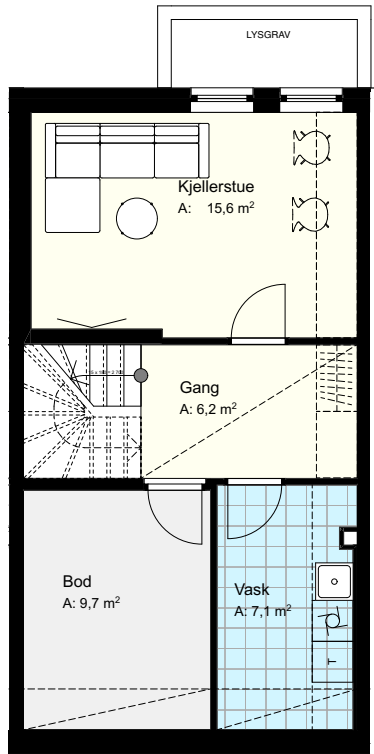 LYSGRAV
Kjellerstue
A: 15,6 m²
Gang
A: 6,2 m²
Bod
A: 9,7 m²
Vask
A: 7,1 m²
T